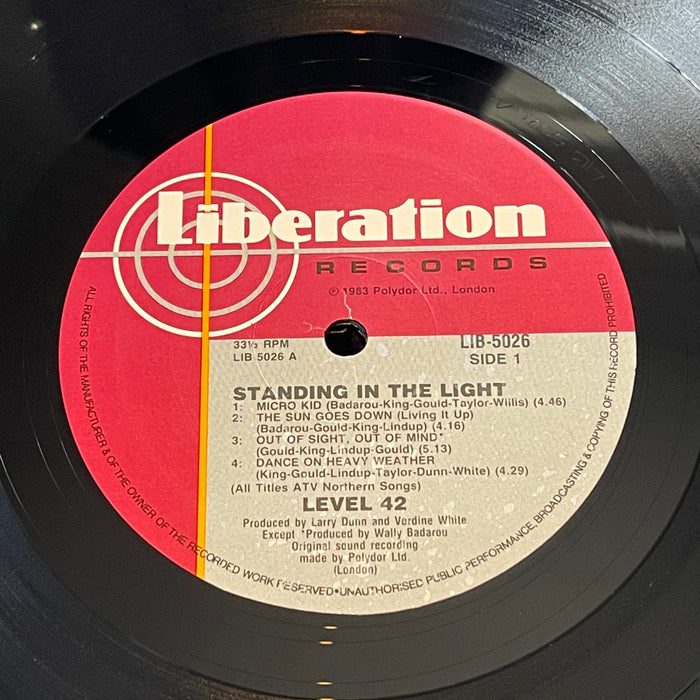 Liberation
RECORDS
℗ 1983 Polydor Ltd., London
33⅓ RPM
LIB 5026 A
LIB-5026
SIDE 1
STANDING IN THE LIGHT
1: MICRO KID (Badarou-King-Gould-Taylor-Willis) (4.46)
2: THE SUN GOES DOWN (Living It Up)
(Badarou-Gould-King-Lindup) (4.16)
3: OUT OF SIGHT, OUT OF MIND*
(Gould-King-Lindup-Gould) (5.13)
4: DANCE ON HEAVY WEATHER
(King-Gould-Lindup-Taylor-Dunn-White) (4.29)
(All Titles ATV Northern Songs)
LEVEL 42
Produced by Larry Dunn and Verdine White
Except *Produced by Wally Badarou
Original sound recording
made by Polydor Ltd.
(London)
ALL RIGHTS OF THE MANUFACTURER & OF THE OWNER OF THE RECORDED WORK RESERVED•UNAUTHORISED PUBLIC PERFORMANCE, BROADCASTING & COPYING OF THIS RECORD PROHIBITED